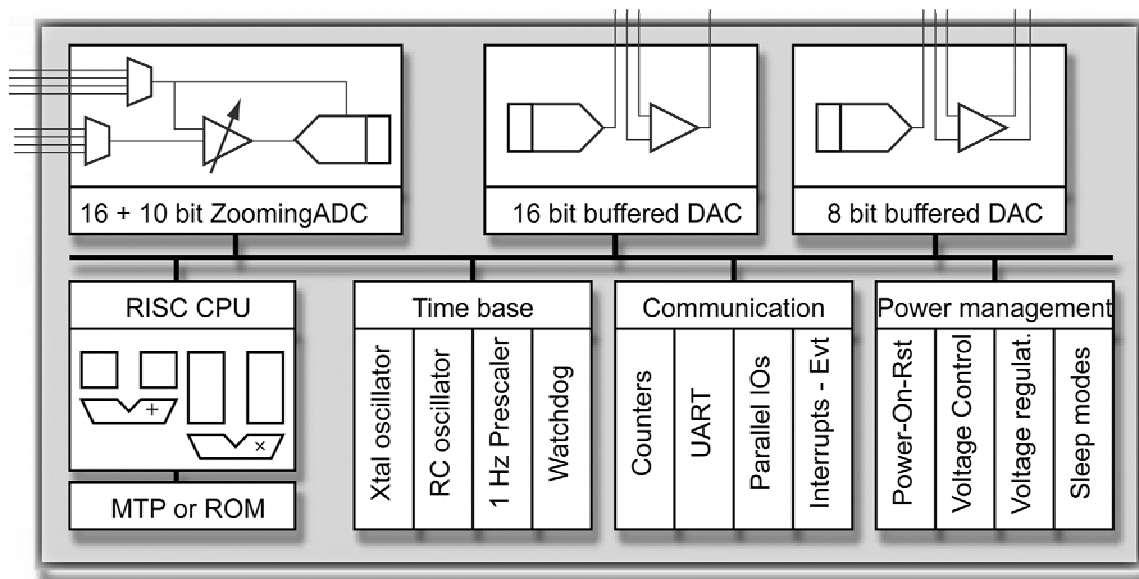 16 + 10 bit ZoomingADC
16 bit buffered DAC
8 bit buffered DAC
RISC CPU
+
×
MTP or ROM
Time base
Xtal oscillator
RC oscillator
1 Hz Prescaler
Watchdog
Communication
Counters
UART
Parallel IOs
Interrupts - Evt
Power management
Power-On-Rst
Voltage Control
Voltage regulat.
Sleep modes